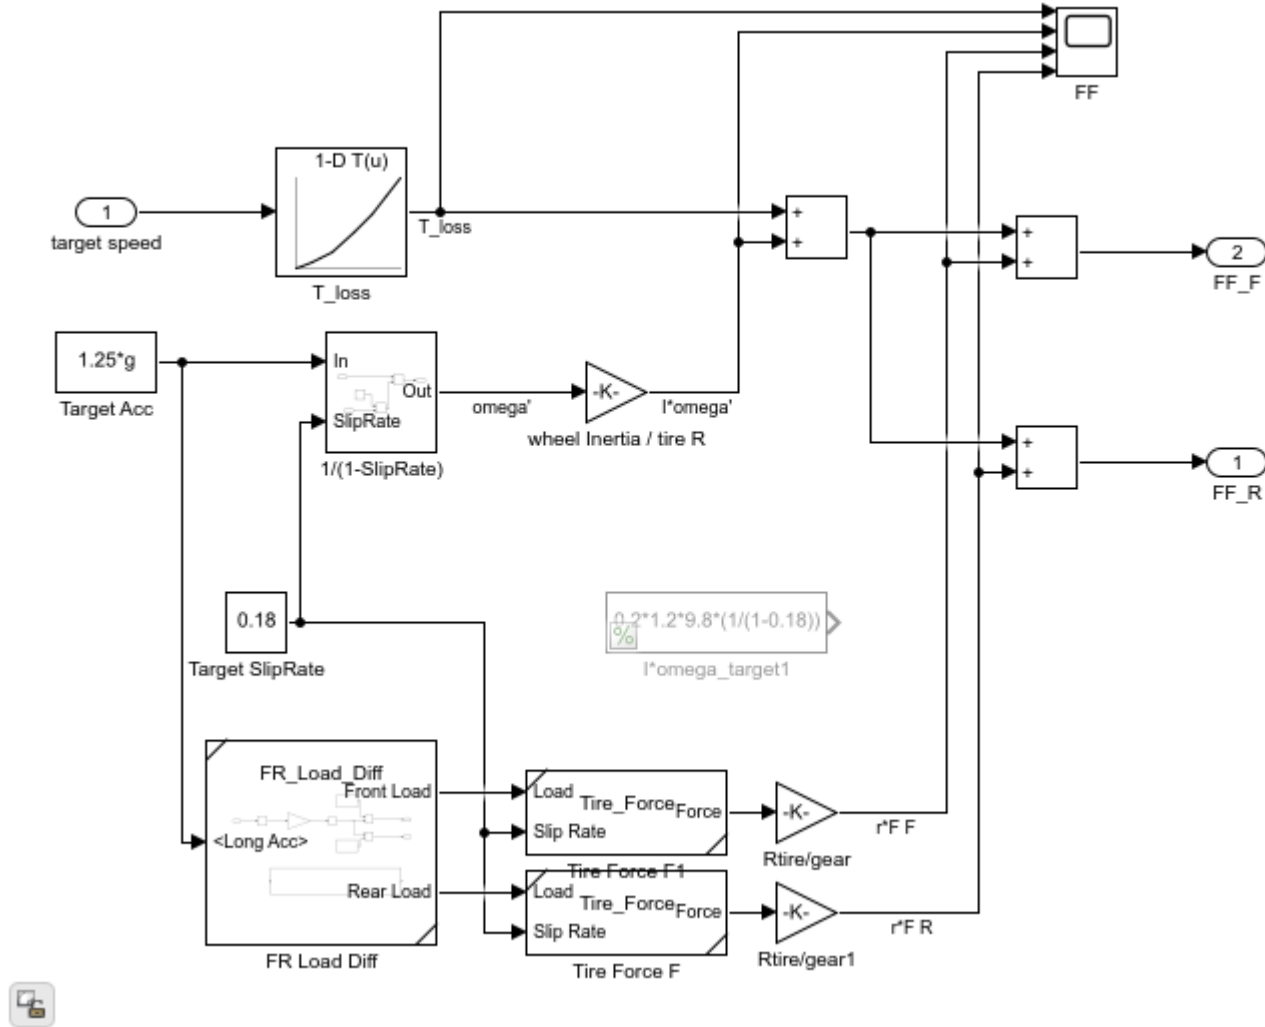 FF
1-D T(u)
1
target speed
T_loss
T_loss
+
+
+
+
2
FF_F
1.25*g
Target Acc
In
Out
SlipRate
1/(1-SlipRate)
omega'
-K-
wheel Inertia / tire R
I*omega'
+
+
1
FF_R
0.18
Target SlipRate
0.2*1.2*9.8*(1/(1-0.18))
%
I*omega_target1
FR_Load_Diff
Front Load
<Long Acc>
Rear Load
FR Load Diff
Load
Tire_Force
Force
Slip Rate
Tire Force F1
-K-
Rtire/gear
r*F F
Load
Tire_Force
Force
Slip Rate
Tire Force F
-K-
Rtire/gear1
r*F R